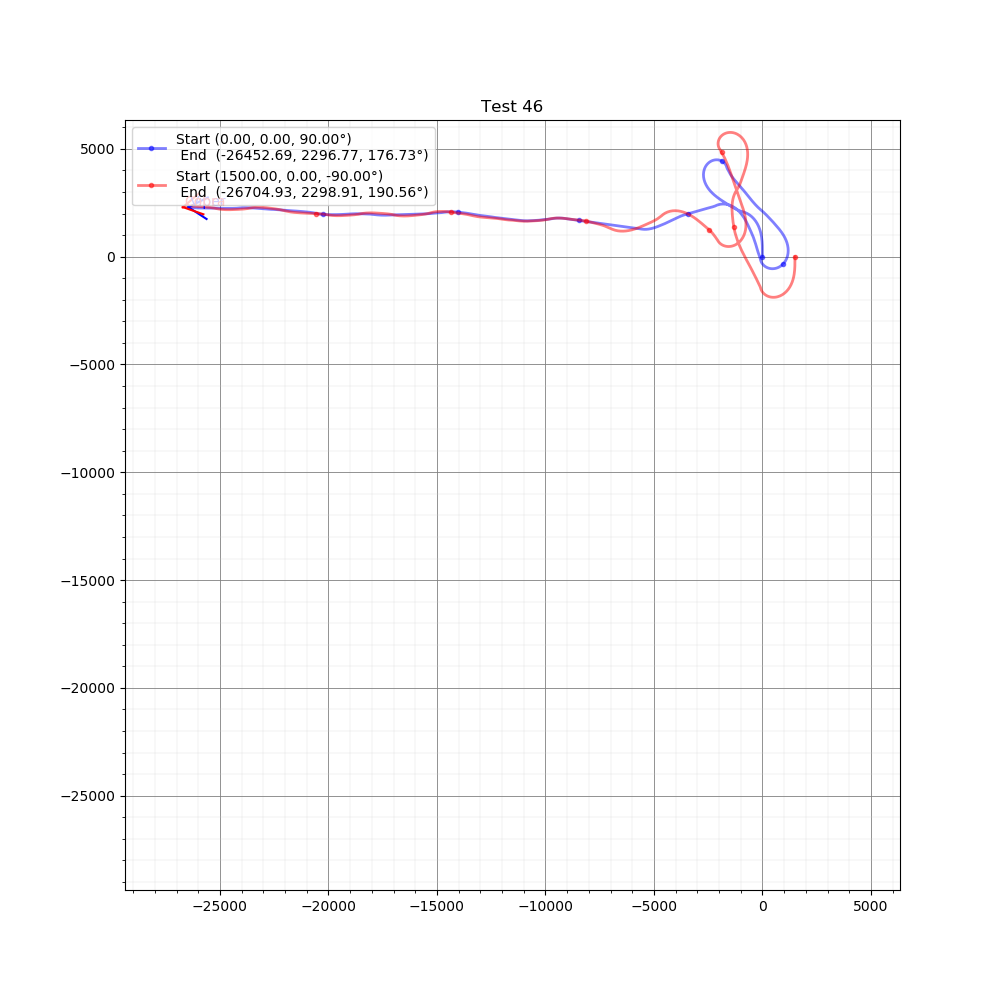 Test 46
Start (0.00, 0.00, 90.00°)
End (-26452.69, 2296.77, 176.73°)
Start (1500.00, 0.00, -90.00°)
End (-26704.93, 2298.91, 190.56°)
5000
0
−5000
−10000
−15000
−20000
−25000
−25000 −20000 −15000 −10000 −5000 0 5000